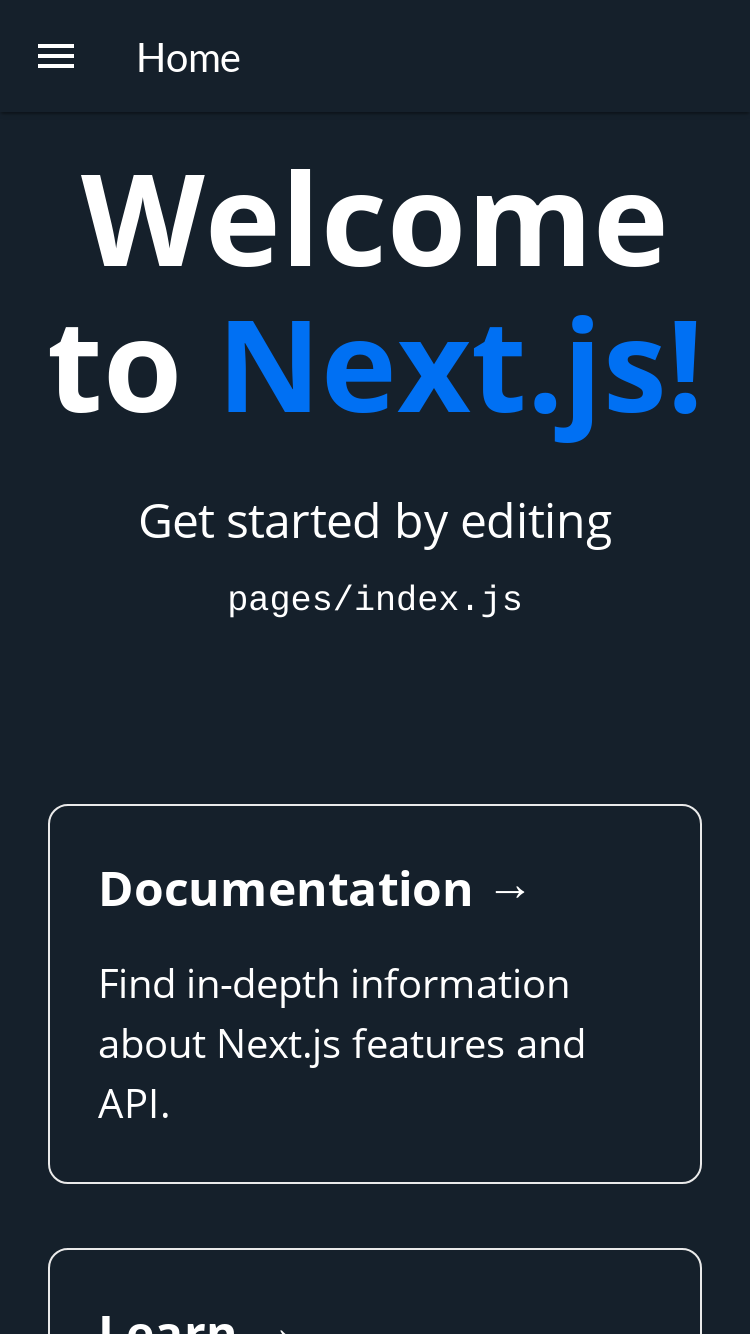 Home
Welcome
to Next.js!
Get started by editing
pages/index.js
Documentation →
Find in-depth information
about Next.js features and
API.
Learn →